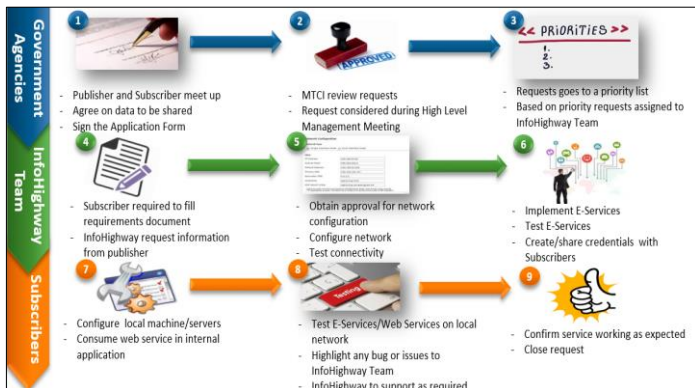 Government Agencies
1
- Publisher and Subscriber meet up
- Agree on data to be shared
- Sign the Application Form
2
APPROVED
- MTCI review requests
- Request considered during High Level
Management Meeting
3
<< PRIORITIES >>
1.
2.
3.
- Requests goes to a priority list
- Based on priority requests assigned to
InfoHighway Team
InfoHighway Team
4
- Subscriber required to fill
requirements document
- InfoHighway request information
from publisher
5
- Obtain approval for network
configuration
- Configure network
- Test connectivity
6
- Implement E-Services
- Test E-Services
- Create/share credentials with
Subscribers
Subscribers
7
- Configure local machine/servers
- Consume web service in internal
application
8
Testing
- Test E-Services/Web Services on local
network
- Highlight any bug or issues to
InfoHighway Team
- InfoHighway to support as required
9
- Confirm service working as expected
- Close request